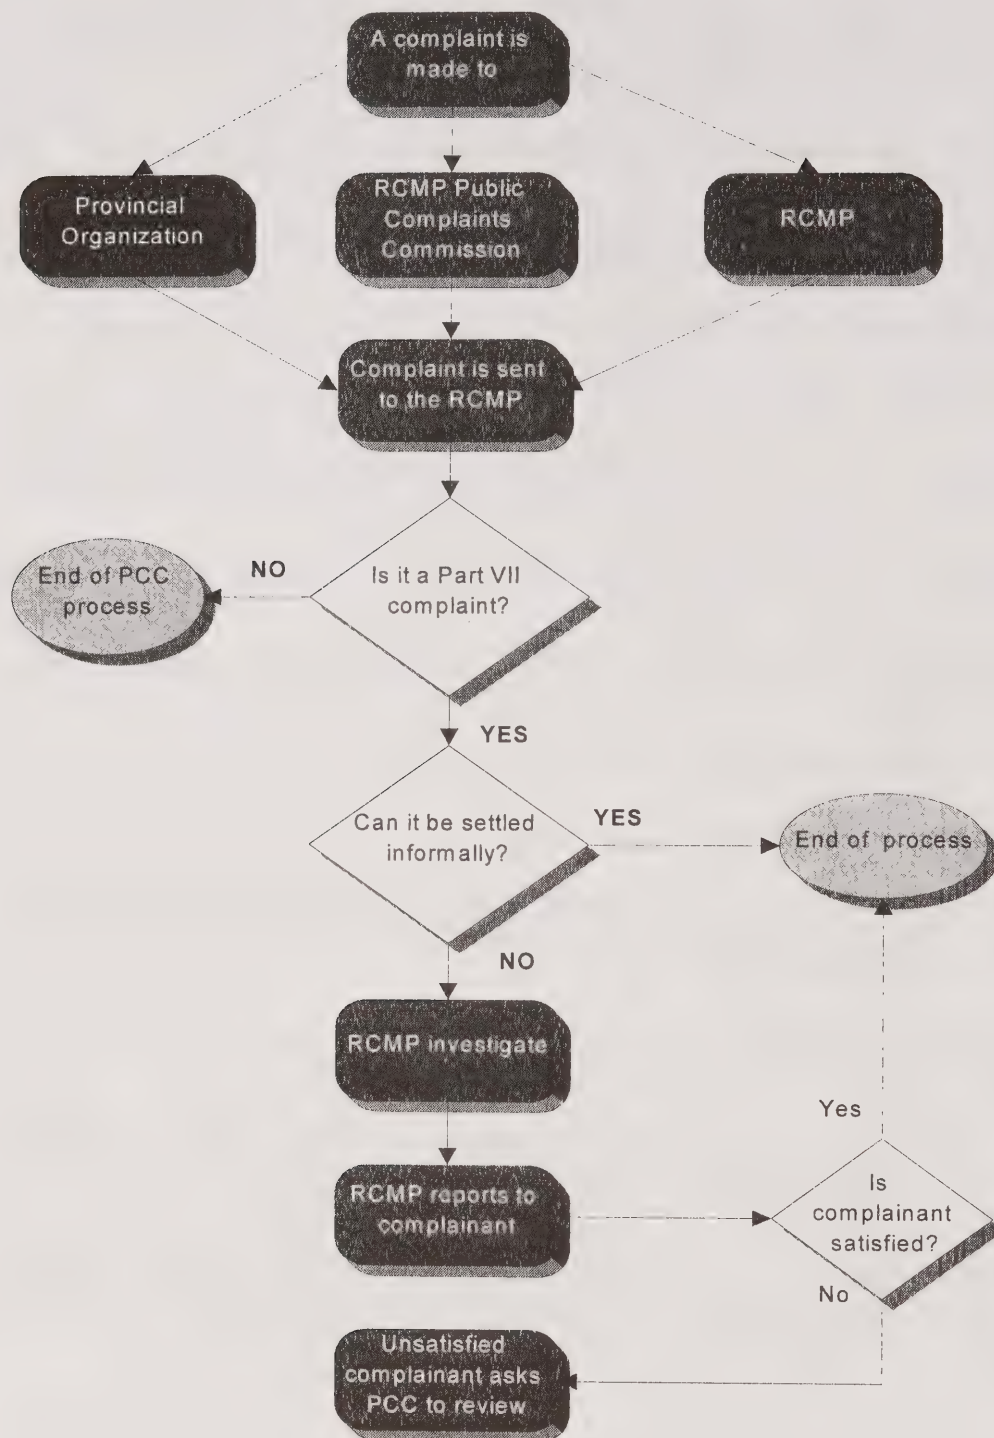 A complaint is
made to
Provincial
Organization
RCMP Public
Complaints
Commission
RCMP
Complaint is sent
to the RCMP
Is it a Part VII
complaint?
NO
End of PCC
process
YES
Can it be settled
informally?
YES
End of process
NO
RCMP investigate
RCMP reports to
complainant
Is
complainant
satisfied?
Yes
No
Unsatisfied
complainant asks
PCC to review